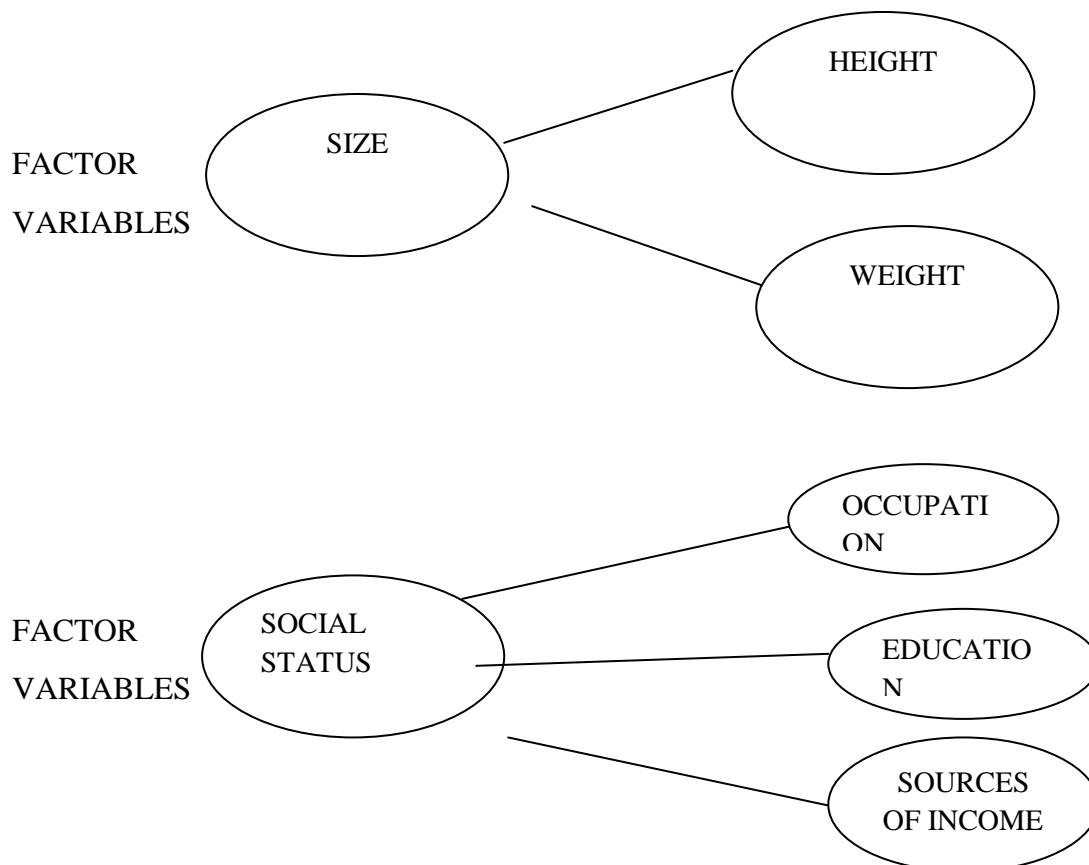 FACTOR
VARIABLES
SIZE
HEIGHT
WEIGHT
FACTOR
VARIABLES
SOCIAL
STATUS
OCCUPATI
ON
EDUCATIO
N
SOURCES
OF INCOME